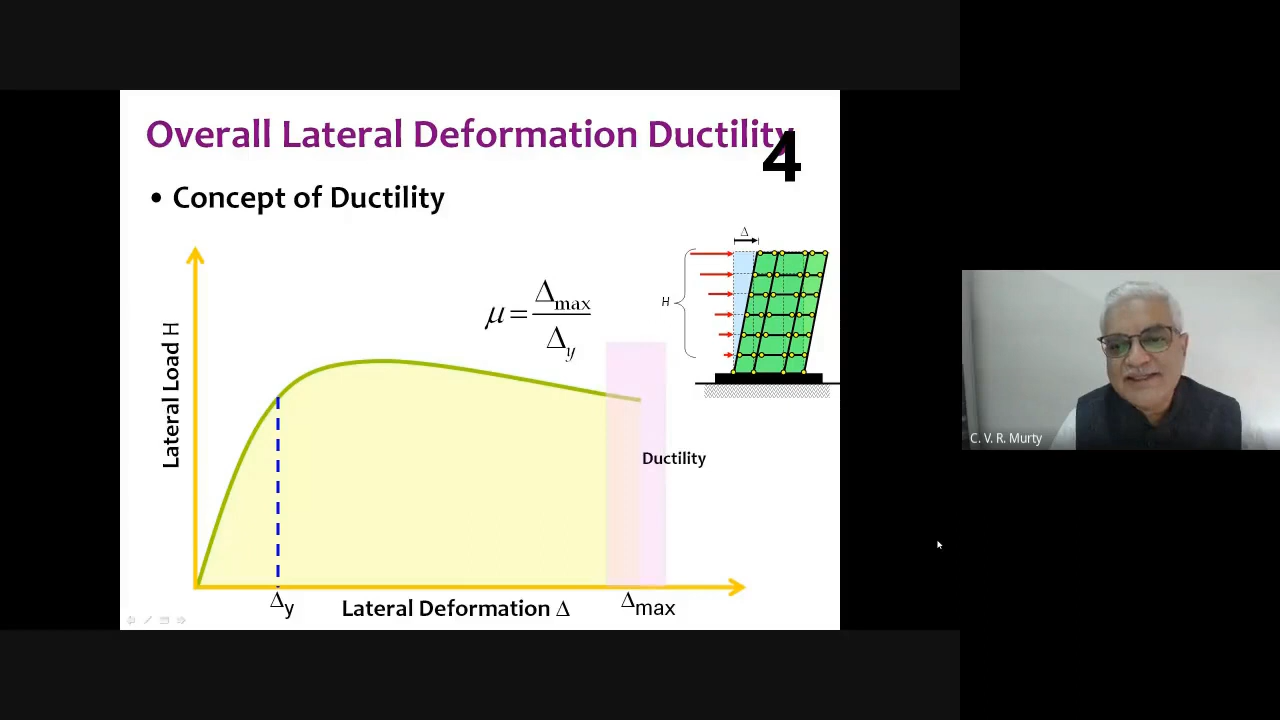 Overall Lateral Deformation Ductility
4
• Concept of Ductility
Δ
H
μ = Δmax / Δy
Lateral Load H
Ductility
Δy
Lateral Deformation Δ
Δmax
C. V. R. Murty